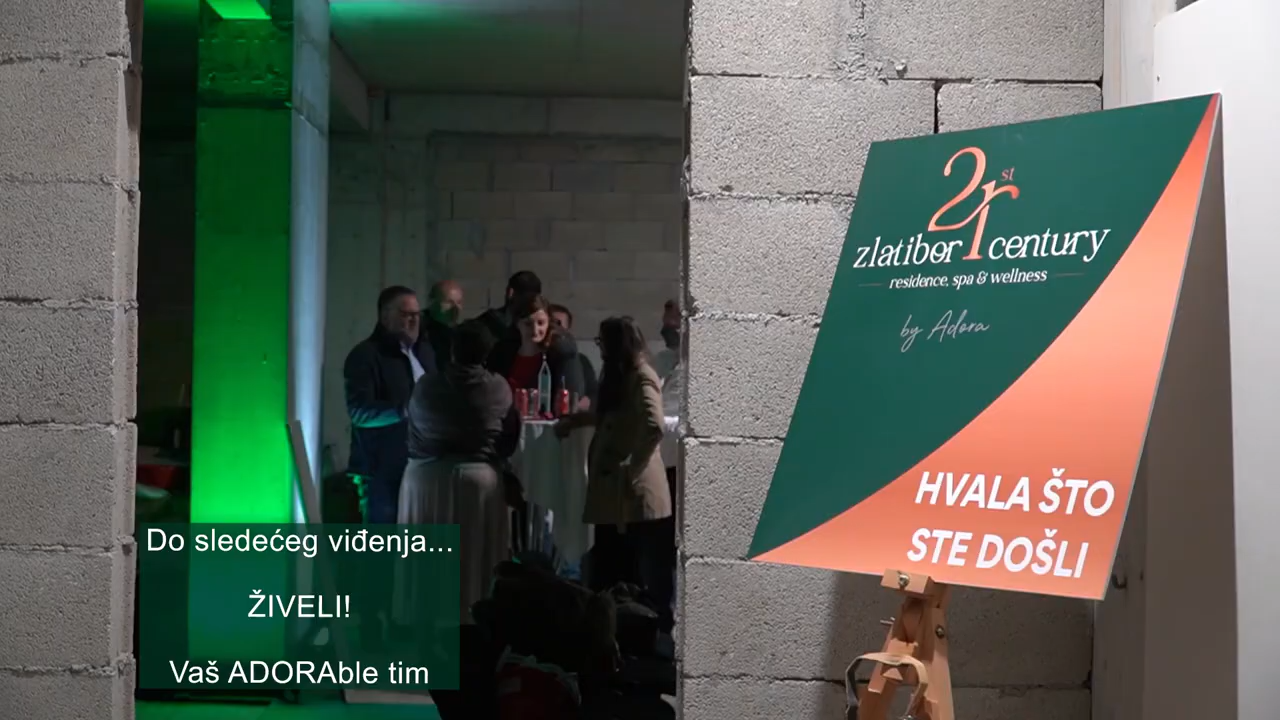 21st
zlatibor century
residence, spa & wellness
by Adora
HVALA ŠTO
STE DOŠLI
Do sledećeg viđenja...
ŽIVELI!
Vaš ADORAble tim